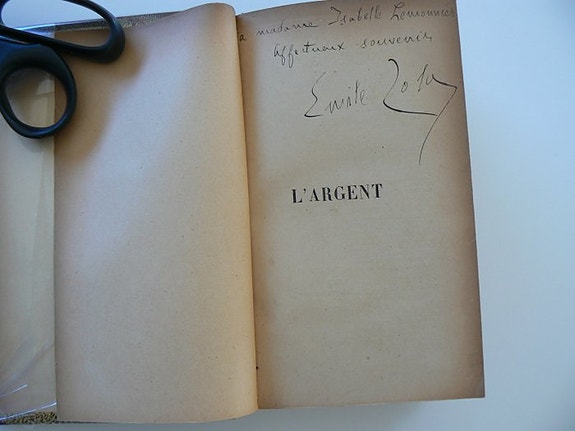 a madame Isabelle Lemonnier
affectueux souvenir
Emile Zola
L'ARGENT